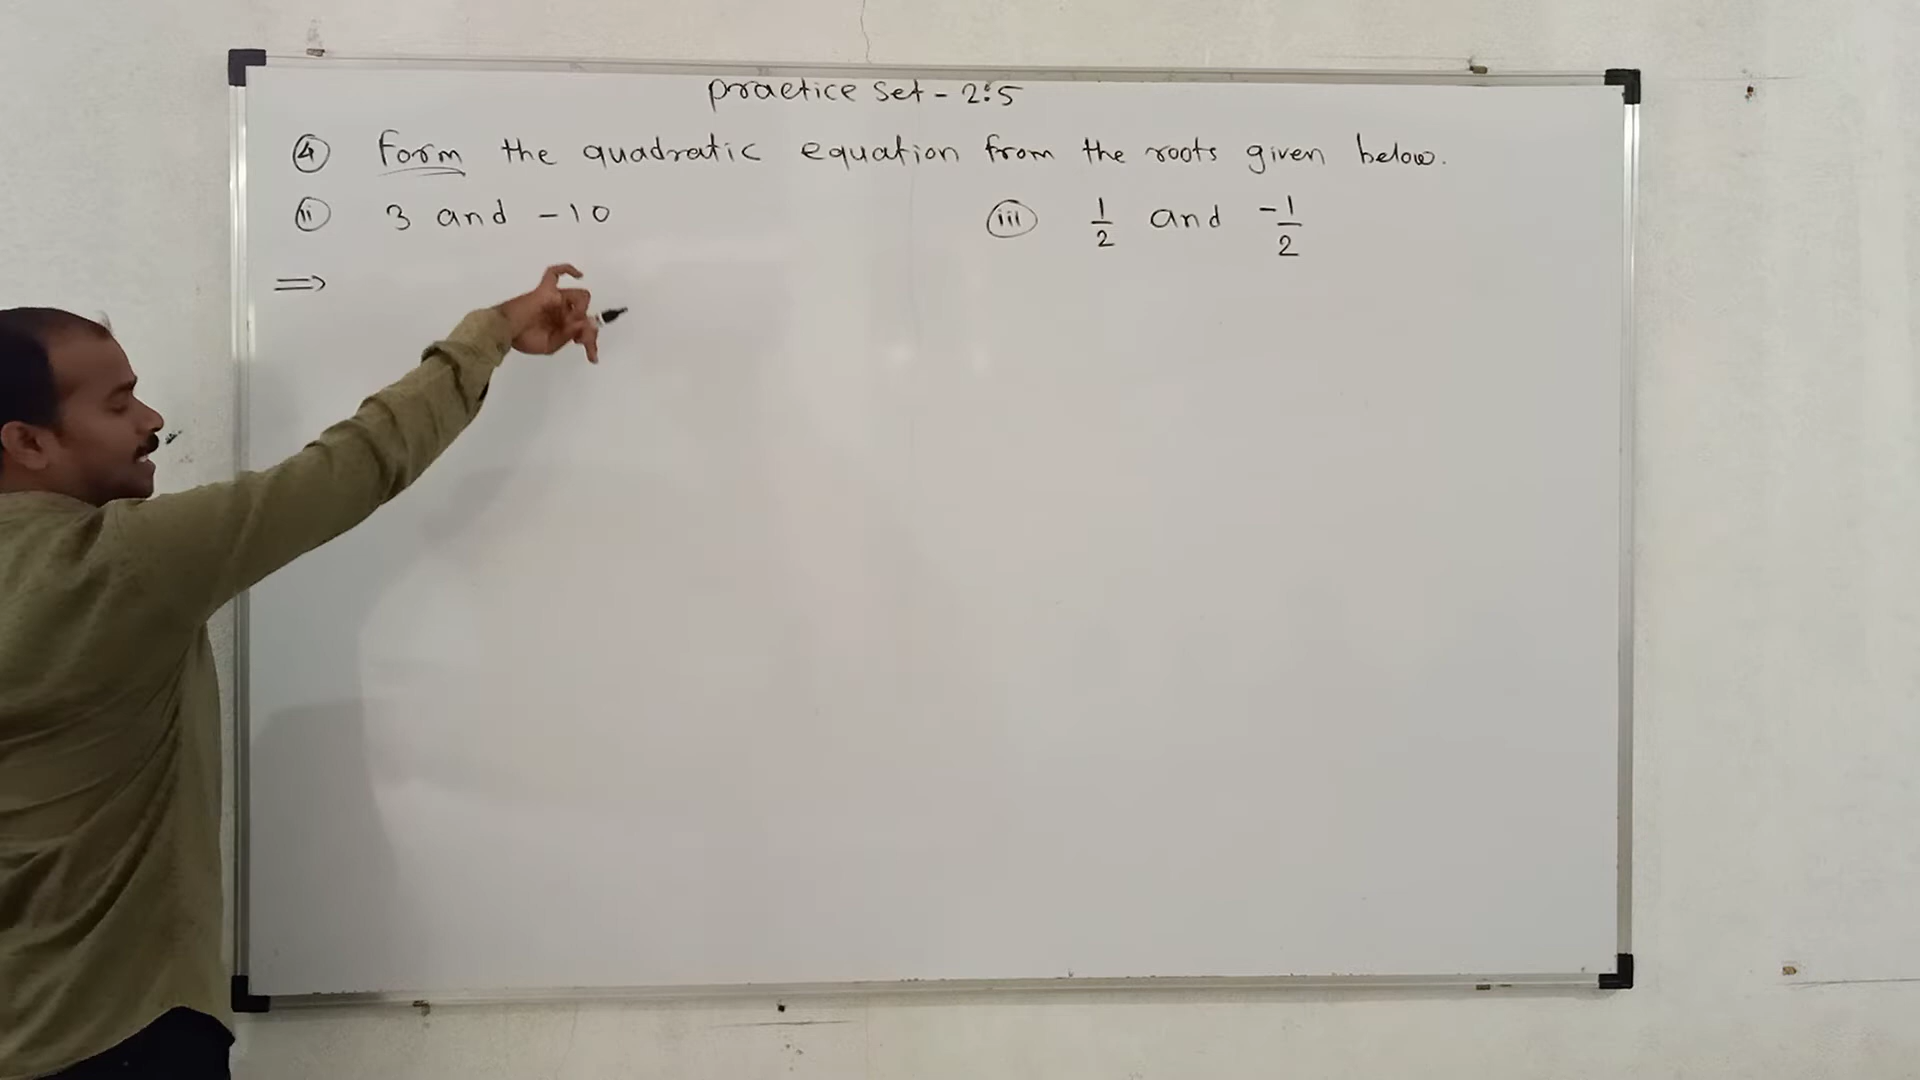 practice set - 2:5
④ Form the quadratic equation from the roots given below.
ⓘⓘ 3 and -10
ⓘⓘⓘ 1/2 and -1/2
⇒